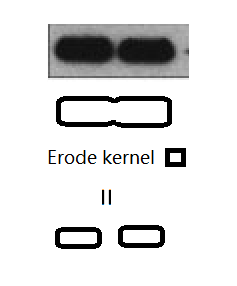 Erode kernel
=